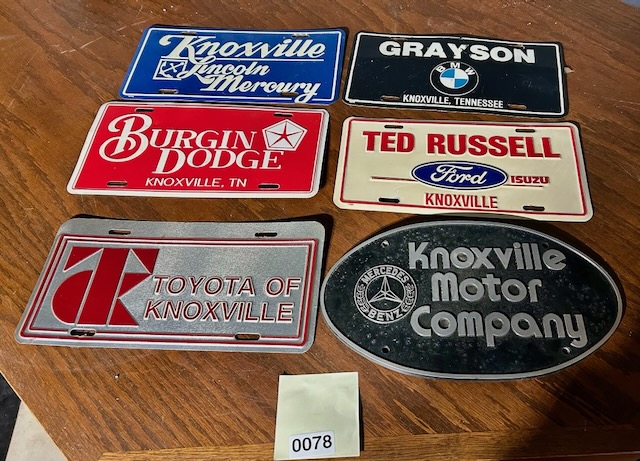 Knoxville
Lincoln
Mercury
GRAYSON
BMW
KNOXVILLE, TENNESSEE
BURGIN
DODGE
KNOXVILLE, TN
TED RUSSELL
Ford
ISUZU
KNOXVILLE
TK
TOYOTA OF
KNOXVILLE
MERCEDES
BENZ
Knoxville
Motor
Company
0078